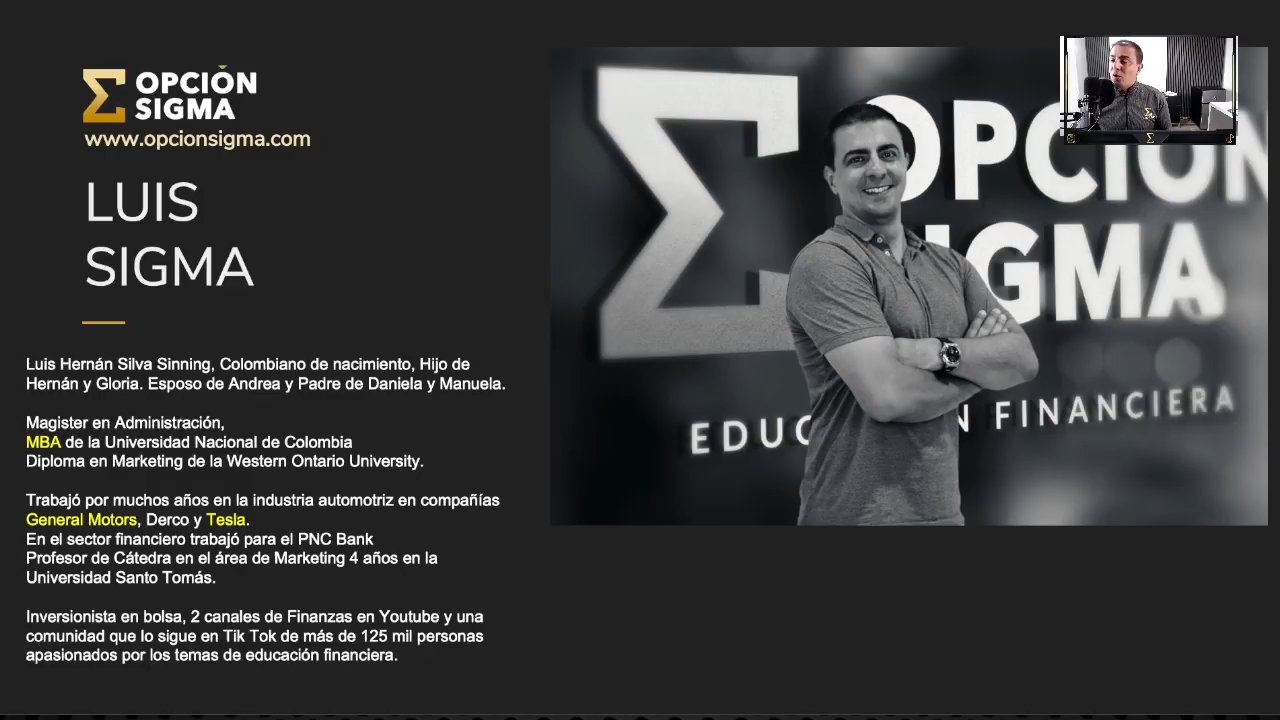 OPCIÓN
SIGMA
www.opcionsigma.com
LUIS
SIGMA
Luis Hernán Silva Sinning, Colombiano de nacimiento, Hijo de
Hernán y Gloria. Esposo de Andrea y Padre de Daniela y Manuela.
Magister en Administración,
MBA de la Universidad Nacional de Colombia
Diploma en Marketing de la Western Ontario University.
Trabajó por muchos años en la industria automotriz en compañías
General Motors, Derco y Tesla.
En el sector financiero trabajó para el PNC Bank
Profesor de Cátedra en el área de Marketing 4 años en la
Universidad Santo Tomás.
Inversionista en bolsa, 2 canales de Finanzas en Youtube y una
comunidad que lo sigue en Tik Tok de más de 125 mil personas
apasionados por los temas de educación financiera.
OPCION
SIGMA
EDUC N FINANCIERA